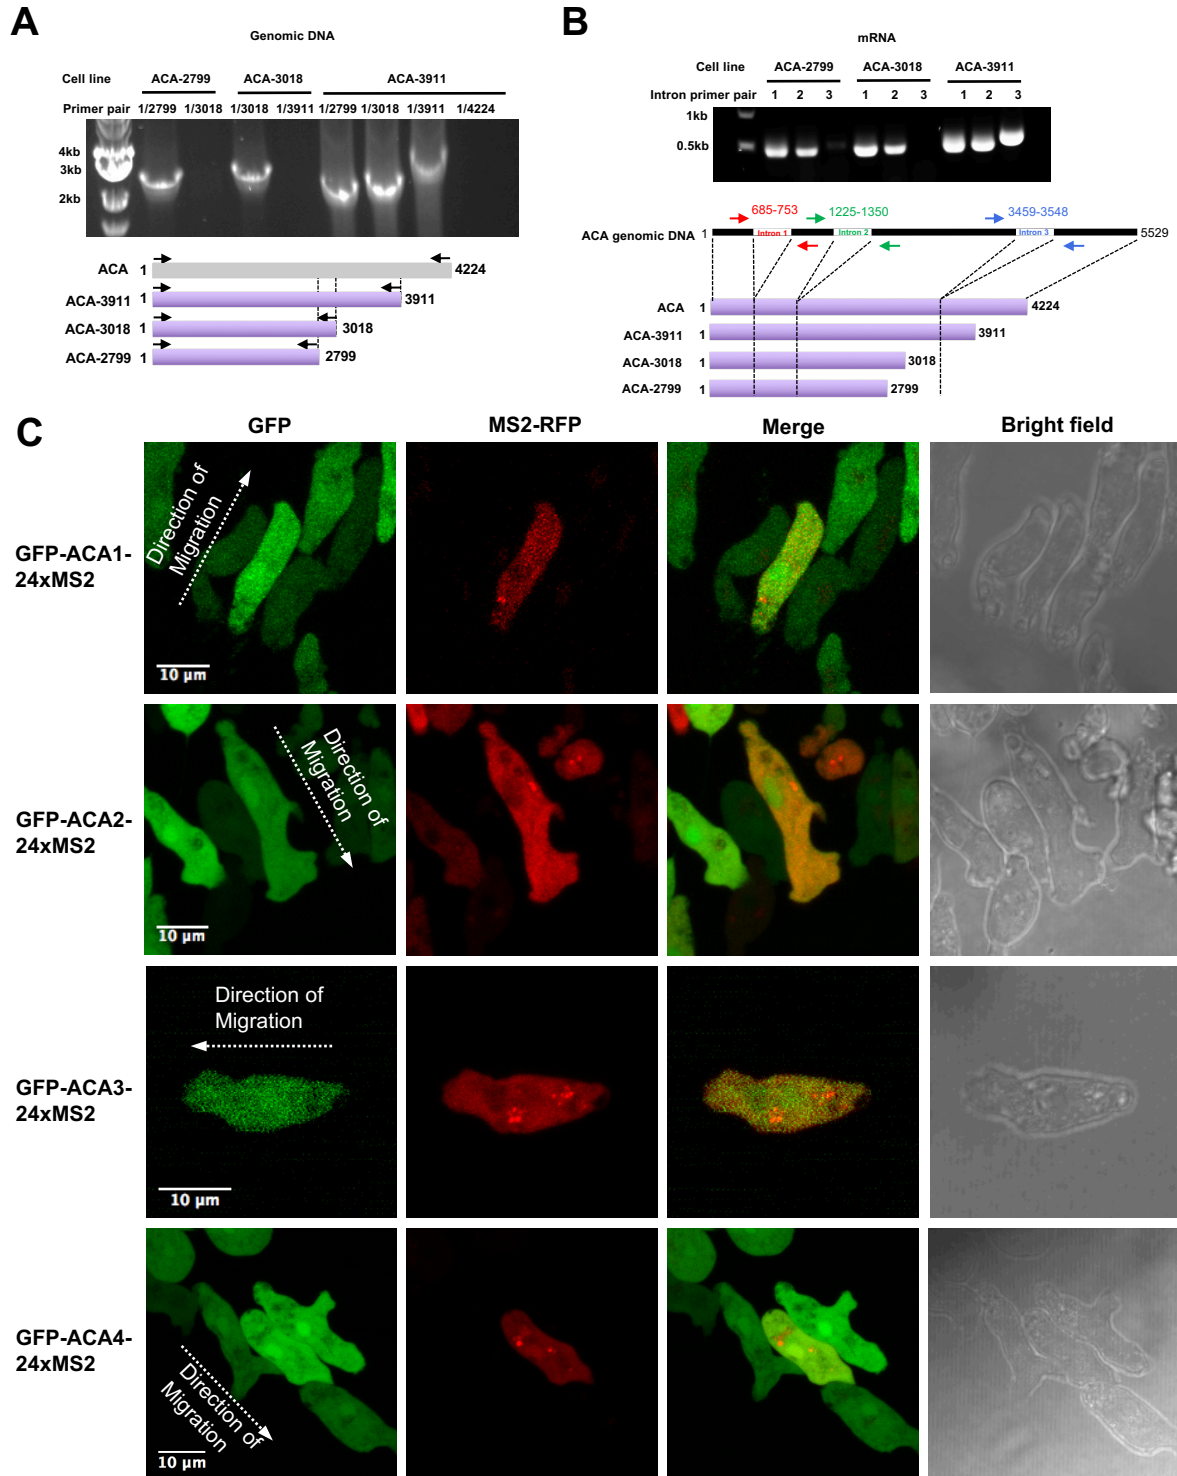 A
Genomic DNA
Cell line ACA-2799 ACA-3018 ACA-3911
Primer pair 1/2799 1/3018 1/3018 1/3911 1/2799 1/3018 1/3911 1/4224
4kb
3kb
2kb
ACA 1 4224
ACA-3911 1 3911
ACA-3018 1 3018
ACA-2799 1 2799
B
mRNA
Cell line ACA-2799 ACA-3018 ACA-3911
Intron primer pair 1 2 3 1 2 3 1 2 3
1kb
0.5kb
685-753 1225-1350 3459-3548
ACA genomic DNA 1 Intron 1 Intron 2 Intron 3 5529
ACA 1 4224
ACA-3911 1 3911
ACA-3018 1 3018
ACA-2799 1 2799
C
GFP MS2-RFP Merge Bright field
GFP-ACA1-
24xMS2
Direction of
Migration
10 μm
GFP-ACA2-
24xMS2
Direction of
Migration
10 μm
GFP-ACA3-
24xMS2
Direction of
Migration
10 μm
GFP-ACA4-
24xMS2
Direction of
Migration
10 μm